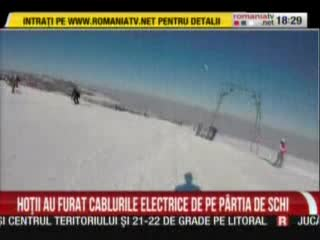 INTRAȚI PE WWW.ROMANIATV.NET PENTRU DETALII
romaniatv
.net
18:29
HOȚII AU FURAT CABLURILE ELECTRICE DE PE PÂRTIA DE SCHI
ȘI CENTRUL TERITORIULUI ȘI 21-22 DE GRADE PE LITORAL R JUCA